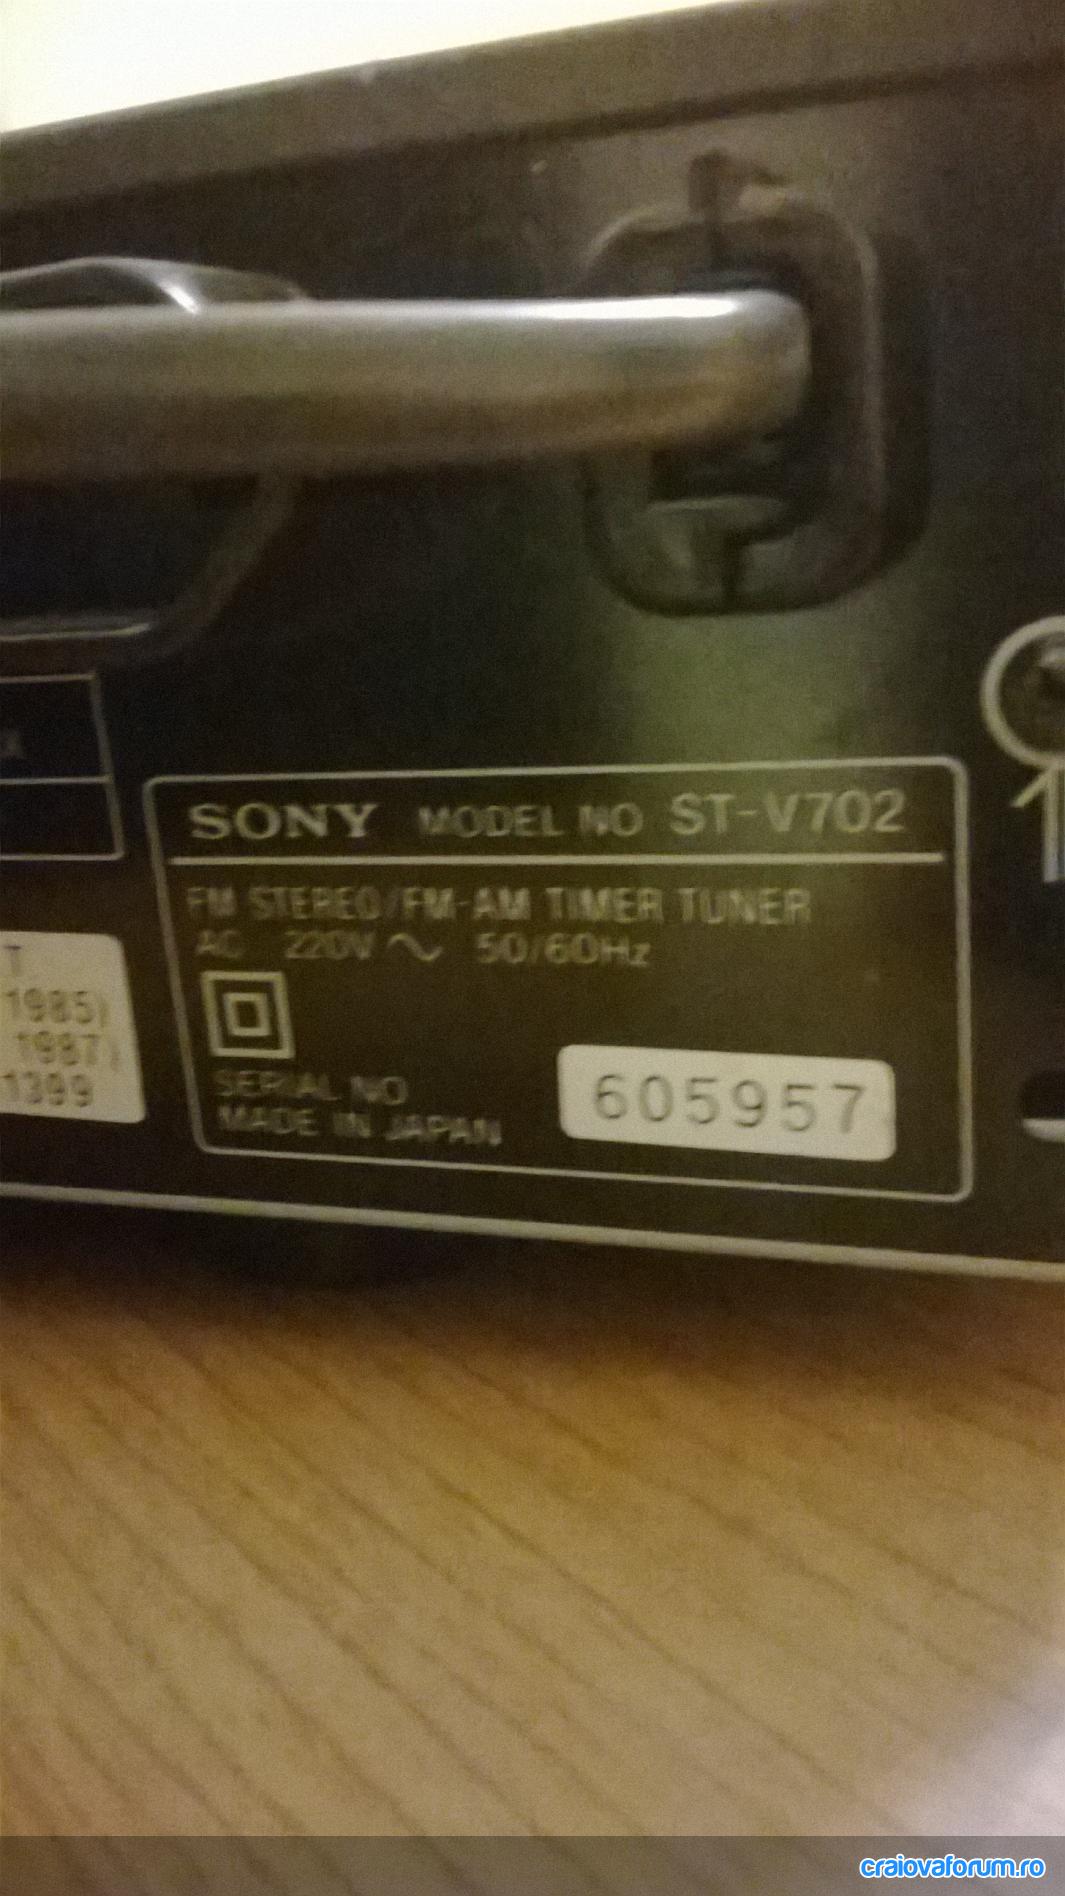 SONY MODEL NO ST-V702
FM STEREO/FM-AM TIMER TUNER
AC 220V ~ 50/60Hz
SERIAL NO
MADE IN JAPAN
605957
T
1985)
1987)
1399
1
craiovaforum.ro